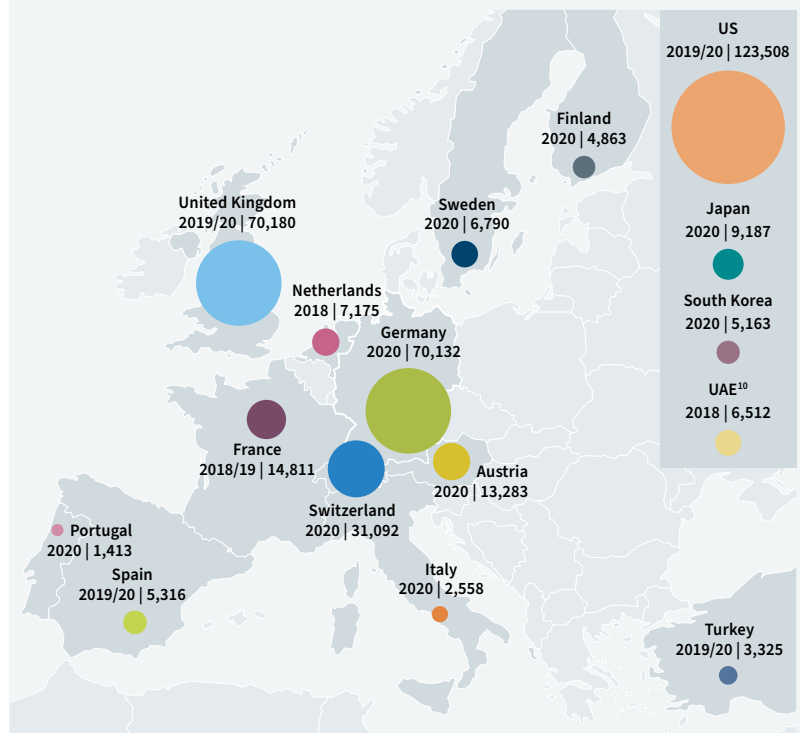 US
2019/20 | 123,508
Finland
2020 | 4,863
United Kingdom
2019/20 | 70,180
Sweden
2020 | 6,790
Japan
2020 | 9,187
Netherlands
2018 | 7,175
South Korea
2020 | 5,163
Germany
2020 | 70,132
UAE¹⁰
2018 | 6,512
France
2018/19 | 14,811
Austria
2020 | 13,283
Switzerland
2020 | 31,092
Portugal
2020 | 1,413
Spain
2019/20 | 5,316
Italy
2020 | 2,558
Turkey
2019/20 | 3,325